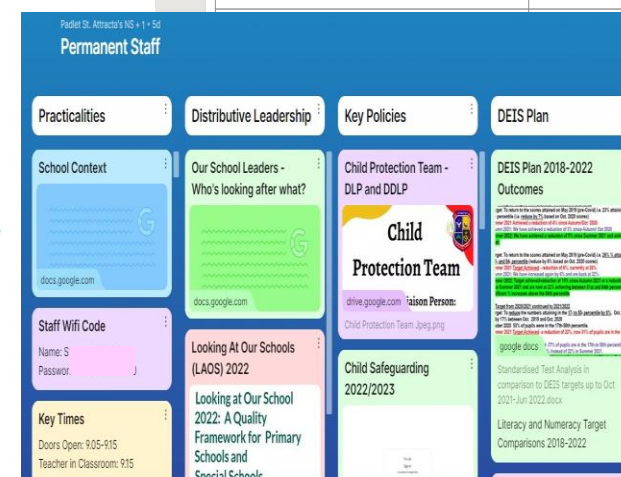 Padlet St. Attracta's NS + 1 • 5d
Permanent Staff
Practicalities
Distributive Leadership
Key Policies
DEIS Plan
School Context
docs.google.com
Staff Wifi Code
Name: S
Passwor
Key Times
Doors Open: 9.05-9.15
Teacher in Classroom: 9.15
Our School Leaders -
Who's looking after what?
docs.google.com
Looking At Our Schools
(LAOS) 2022
Looking at Our School
2022: A Quality
Framework for Primary
Schools and
Special Schools
Child Protection Team -
DLP and DDLP
Child
Protection Team
drive.google.com
iaison Person:
Child Protection Team Jpeg.png
Child Safeguarding
2022/2023
DEIS Plan 2018-2022
Outcomes
google docs
Standardised Test Analysis in
comparison to DEIS targets up to Oct
2021-Jun 2022.docx
Literacy and Numeracy Target
Comparisons 2018-2022